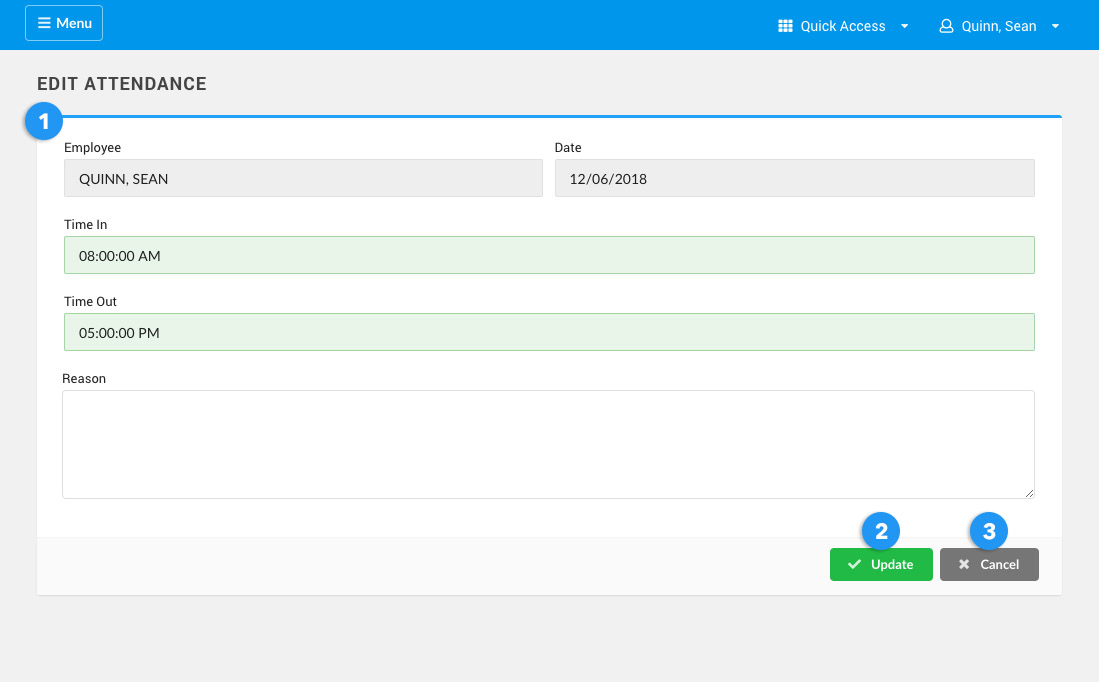 Menu
Quick Access
Quinn, Sean
EDIT ATTENDANCE
1
Employee
Date
QUINN, SEAN
12/06/2018
Time In
08:00:00 AM
Time Out
05:00:00 PM
Reason
2
3
Update
Cancel